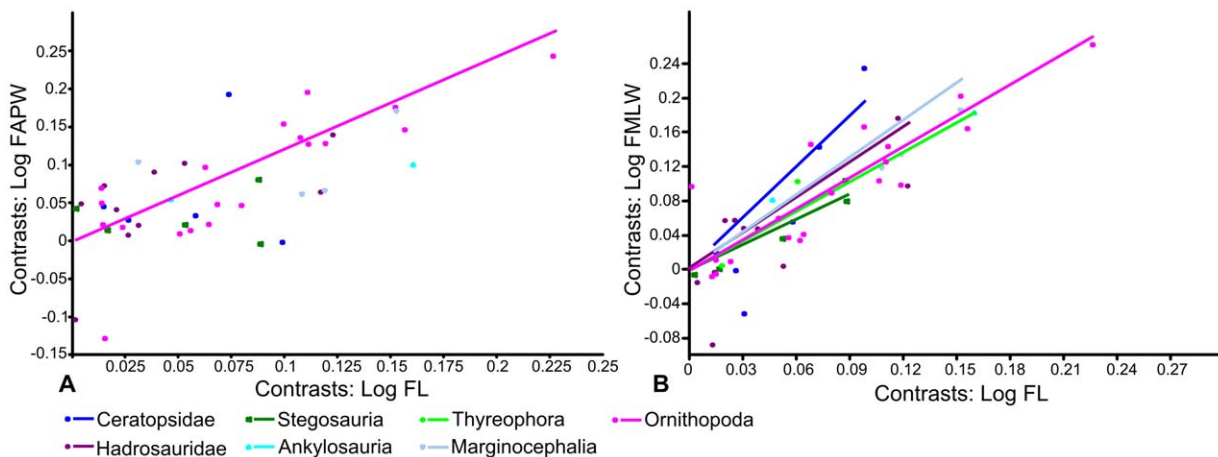 Contrasts: Log FAPW
0.25
0.2
0.15
0.1
0.05
0
-0.05
-0.1
-0.15
0.025
0.05
0.075
0.1
0.125
0.15
0.175
0.2
0.225
0.25
A
Contrasts: Log FL
Contrasts: Log FMLW
0.24
0.2
0.16
0.12
0.08
0.04
0
-0.04
-0.08
0
0.03
0.06
0.09
0.12
0.15
0.18
0.21
0.24
0.27
B
Contrasts: Log FL
Ceratopsidae
Stegosauria
Thyreophora
Ornithopoda
Hadrosauridae
Ankylosauria
Marginocephalia